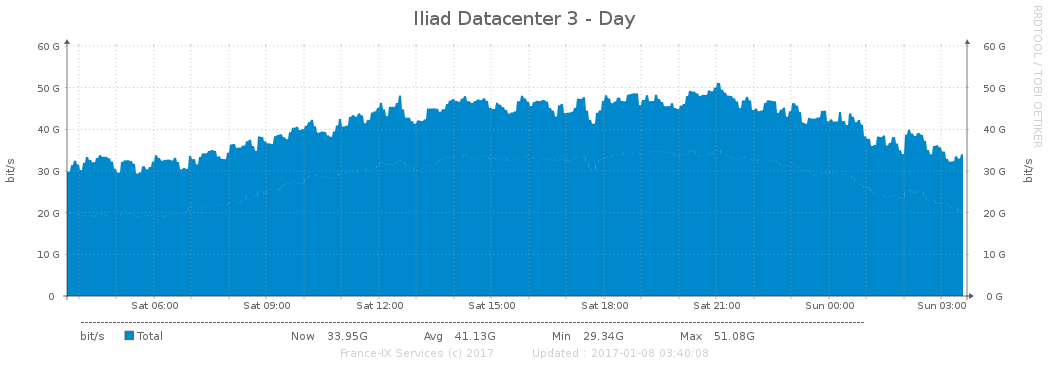 Iliad Datacenter 3 - Day
RRDTOOL / TOBI OETIKER
60 G 60 G
50 G 50 G
40 G 40 G
30 G 30 G
20 G 20 G
10 G 10 G
0 0 G
bit/s
bit/s
Sat 06:00 Sat 09:00 Sat 12:00 Sat 15:00 Sat 18:00 Sat 21:00 Sun 00:00 Sun 03:00
bit/s Total Now 33.95G Avg 41.13G Min 29.34G Max 51.08G
France-IX Services (c) 2017 Updated : 2017-01-08 03:40:08